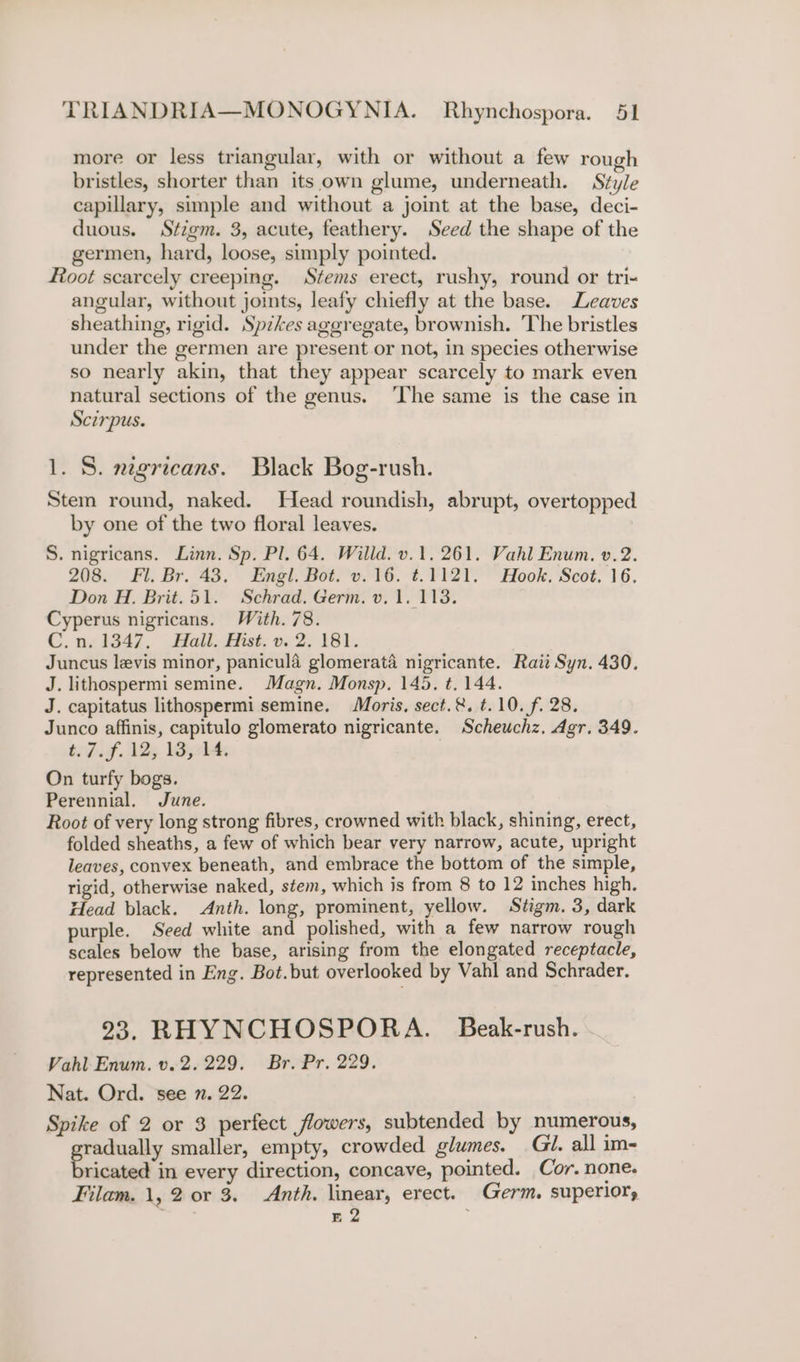 TRIANDRIA—MONOGYNIA. Rhynchospora. 51
more or less triangular, with or without a few rough
bristles, shorter than its own glume, underneath. Style
capillary, simple and without a joint at the base, deci-
duous. Stigm. 3, acute, feathery. Seed the shape of the
germen, hard, loose, simply pointed.
Root scarcely creeping. Stems erect, rushy, round or tri-
angular, without joints, leafy chiefly at the base. Leaves
sheathing, rigid. Spikes aggregate, brownish. The bristles
under the germen are present or not, in species otherwise
so nearly akin, that they appear scarcely to mark even
natural sections of the genus. The same is the case in
Scirpus.
1. S. nigricans. Black Bog-rush.
Stem round, naked. Head roundish, abrupt, overtopped
by one of the two floral leaves.
S. nigricans. Linn. Sp. Pl. 64. Willd. v. 1. 261. Vahl Enum. v. 2.
208. Fl. Br. 43. Engl. Bot. v. 16. t. 1121. Hook. Scot. 16.
Don H. Brit. 51. Schrad. Germ. v. 1. 113.
Cyperus nigricans. With. 78.
C. n. 1347. Hall. Hist. v. 2. 181.
Juncus lævis minor, paniculâ glomeratâ nigricante. Raii Syn. 430.
J. lithospermi semine. Magn. Monsp. 145. t. 144.
J. capitatus lithospermi semine. Moris. sect. 8. t. 10. f. 28.
Junco affinis, capitulo glomerato nigricante. Scheuchz. Agr. 349.
t. 7. f. 12, 13, 14.
On turfy bogs.
Perennial. June.
Root of very long strong fibres, crowned with black, shining, erect,
folded sheaths, a few of which bear very narrow, acute, upright
leaves, convex beneath, and embrace the bottom of the simple,
rigid, otherwise naked, stem, which is from 8 to 12 inches high.
Head black. Anth. long, prominent, yellow. Stigm. 3, dark
purple. Seed white and polished, with a few narrow rough
scales below the base, arising from the elongated receptacle,
represented in Eng. Bot. but overlooked by Vahl and Schrader.
23. RHYNCHOSPORA. Beak-rush.
Vahl Enum. v. 2. 229. Br. Pr. 229.
Nat. Ord. see n. 22.
Spike of 2 or 3 perfect flowers, subtended by numerous,
gradually smaller, empty, crowded glumes. Gl. all im-
bricated in every direction, concave, pointed. Cor. none.
Filam. 1, 2 or 3. Anth. linear, erect. Germ. superior,
E 2